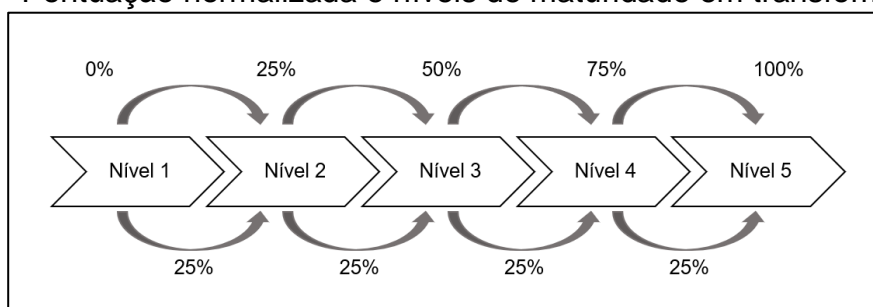 Pontuação normalizada e níveis de maturidade em
0% 25% 50% 75% 100%
Nível 1 Nível 2 Nível 3 Nível 4 Nível 5
25% 25% 25% 25%